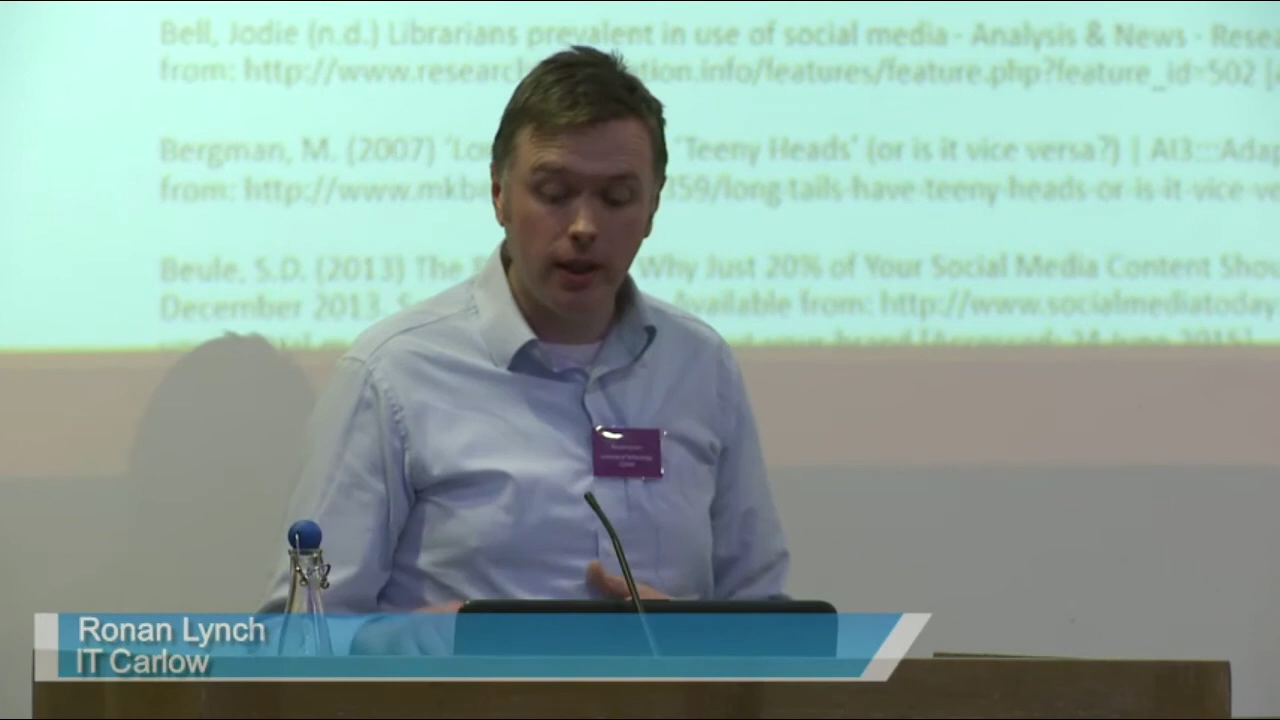 Bell, Jodie (n.d.) Librarians prevalent in use of social media - Analysis & News - Rese
from: http://www.research tion.info/features/feature.php?feature_id=502
Bergman, M. (2007) 'Lo 'Teeny Heads' (or is it vice versa?) | AI3:::Adap
from: http://www.mkbe 359/long-tails-have-teeny-heads-or-is-it-vice-ve
Beule, S.D. (2013) The Why Just 20% of Your Social Media Content Shou
December 2013. Available from: http://www.socialmediatoday
Ronan Lynch
IT Carlow